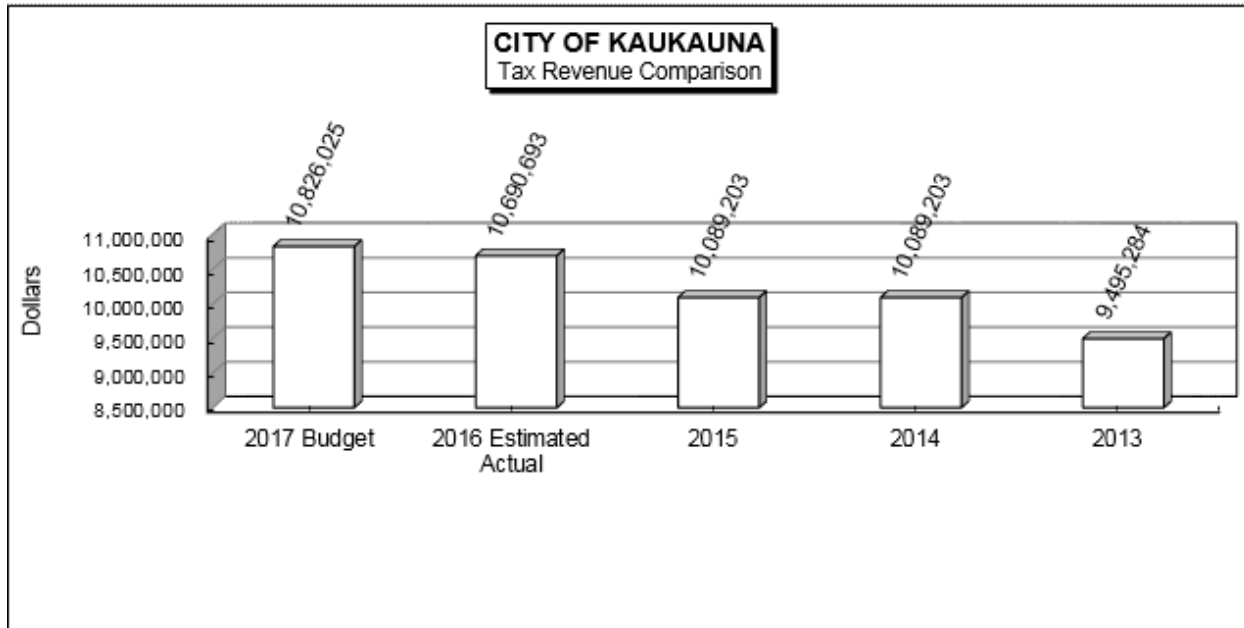 CITY OF KAUKAUNA
Tax Revenue Comparison
10,826,025
10,690,693
10,089,203
10,089,203
9,495,284
Dollars
11,000,000
10,500,000
10,000,000
9,500,000
9,000,000
8,500,000
2017 Budget
2016 Estimated
Actual
2015
2014
2013